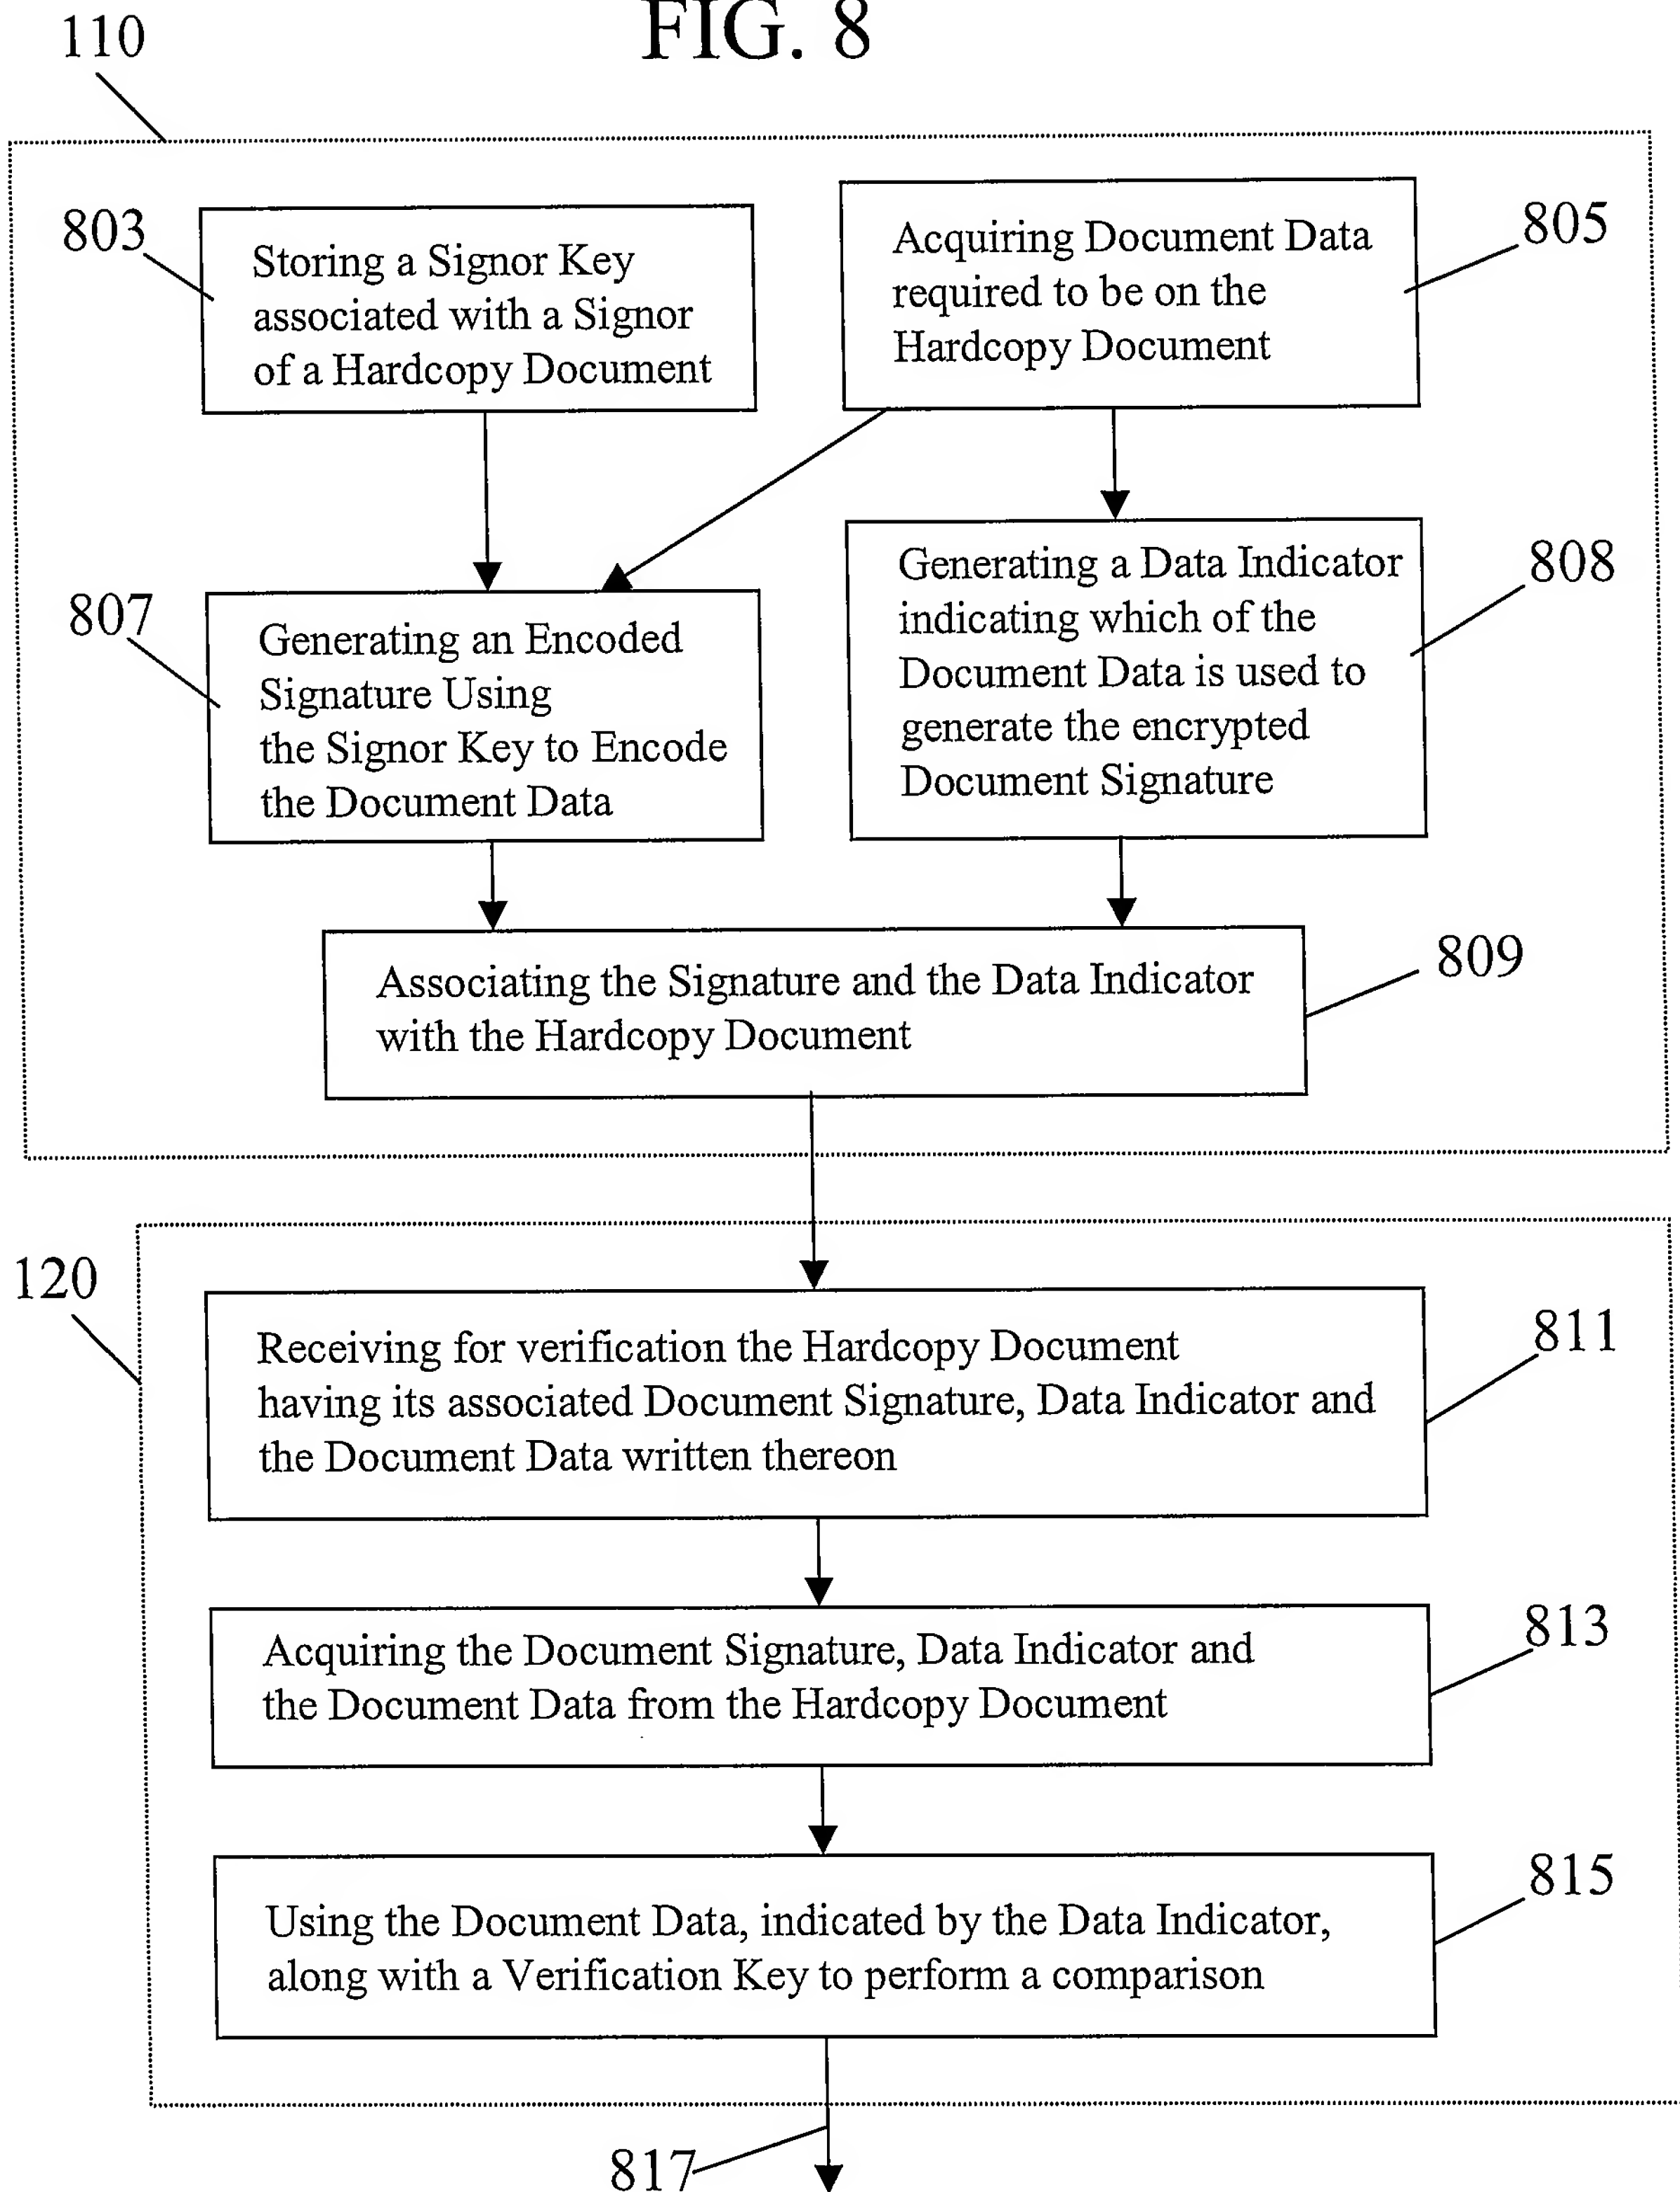 FIG. 8
110
803
Storing a Signor Key
associated with a Signor
of a Hardcopy Document
Acquiring Document Data
required to be on the
Hardcopy Document
805
807
Generating an Encoded
Signature Using
the Signor Key to Encode
the Document Data
Generating a Data Indicator
indicating which of the
Document Data is used to
generate the encrypted
Document Signature
808
Associating the Signature and the Data Indicator
with the Hardcopy Document
809
120
Receiving for verification the Hardcopy Document
having its associated Document Signature, Data Indicator and
the Document Data written thereon
811
Acquiring the Document Signature, Data Indicator and
the Document Data from the Hardcopy Document
813
Using the Document Data, indicated by the Data Indicator,
along with a Verification Key to perform a comparison
815
817